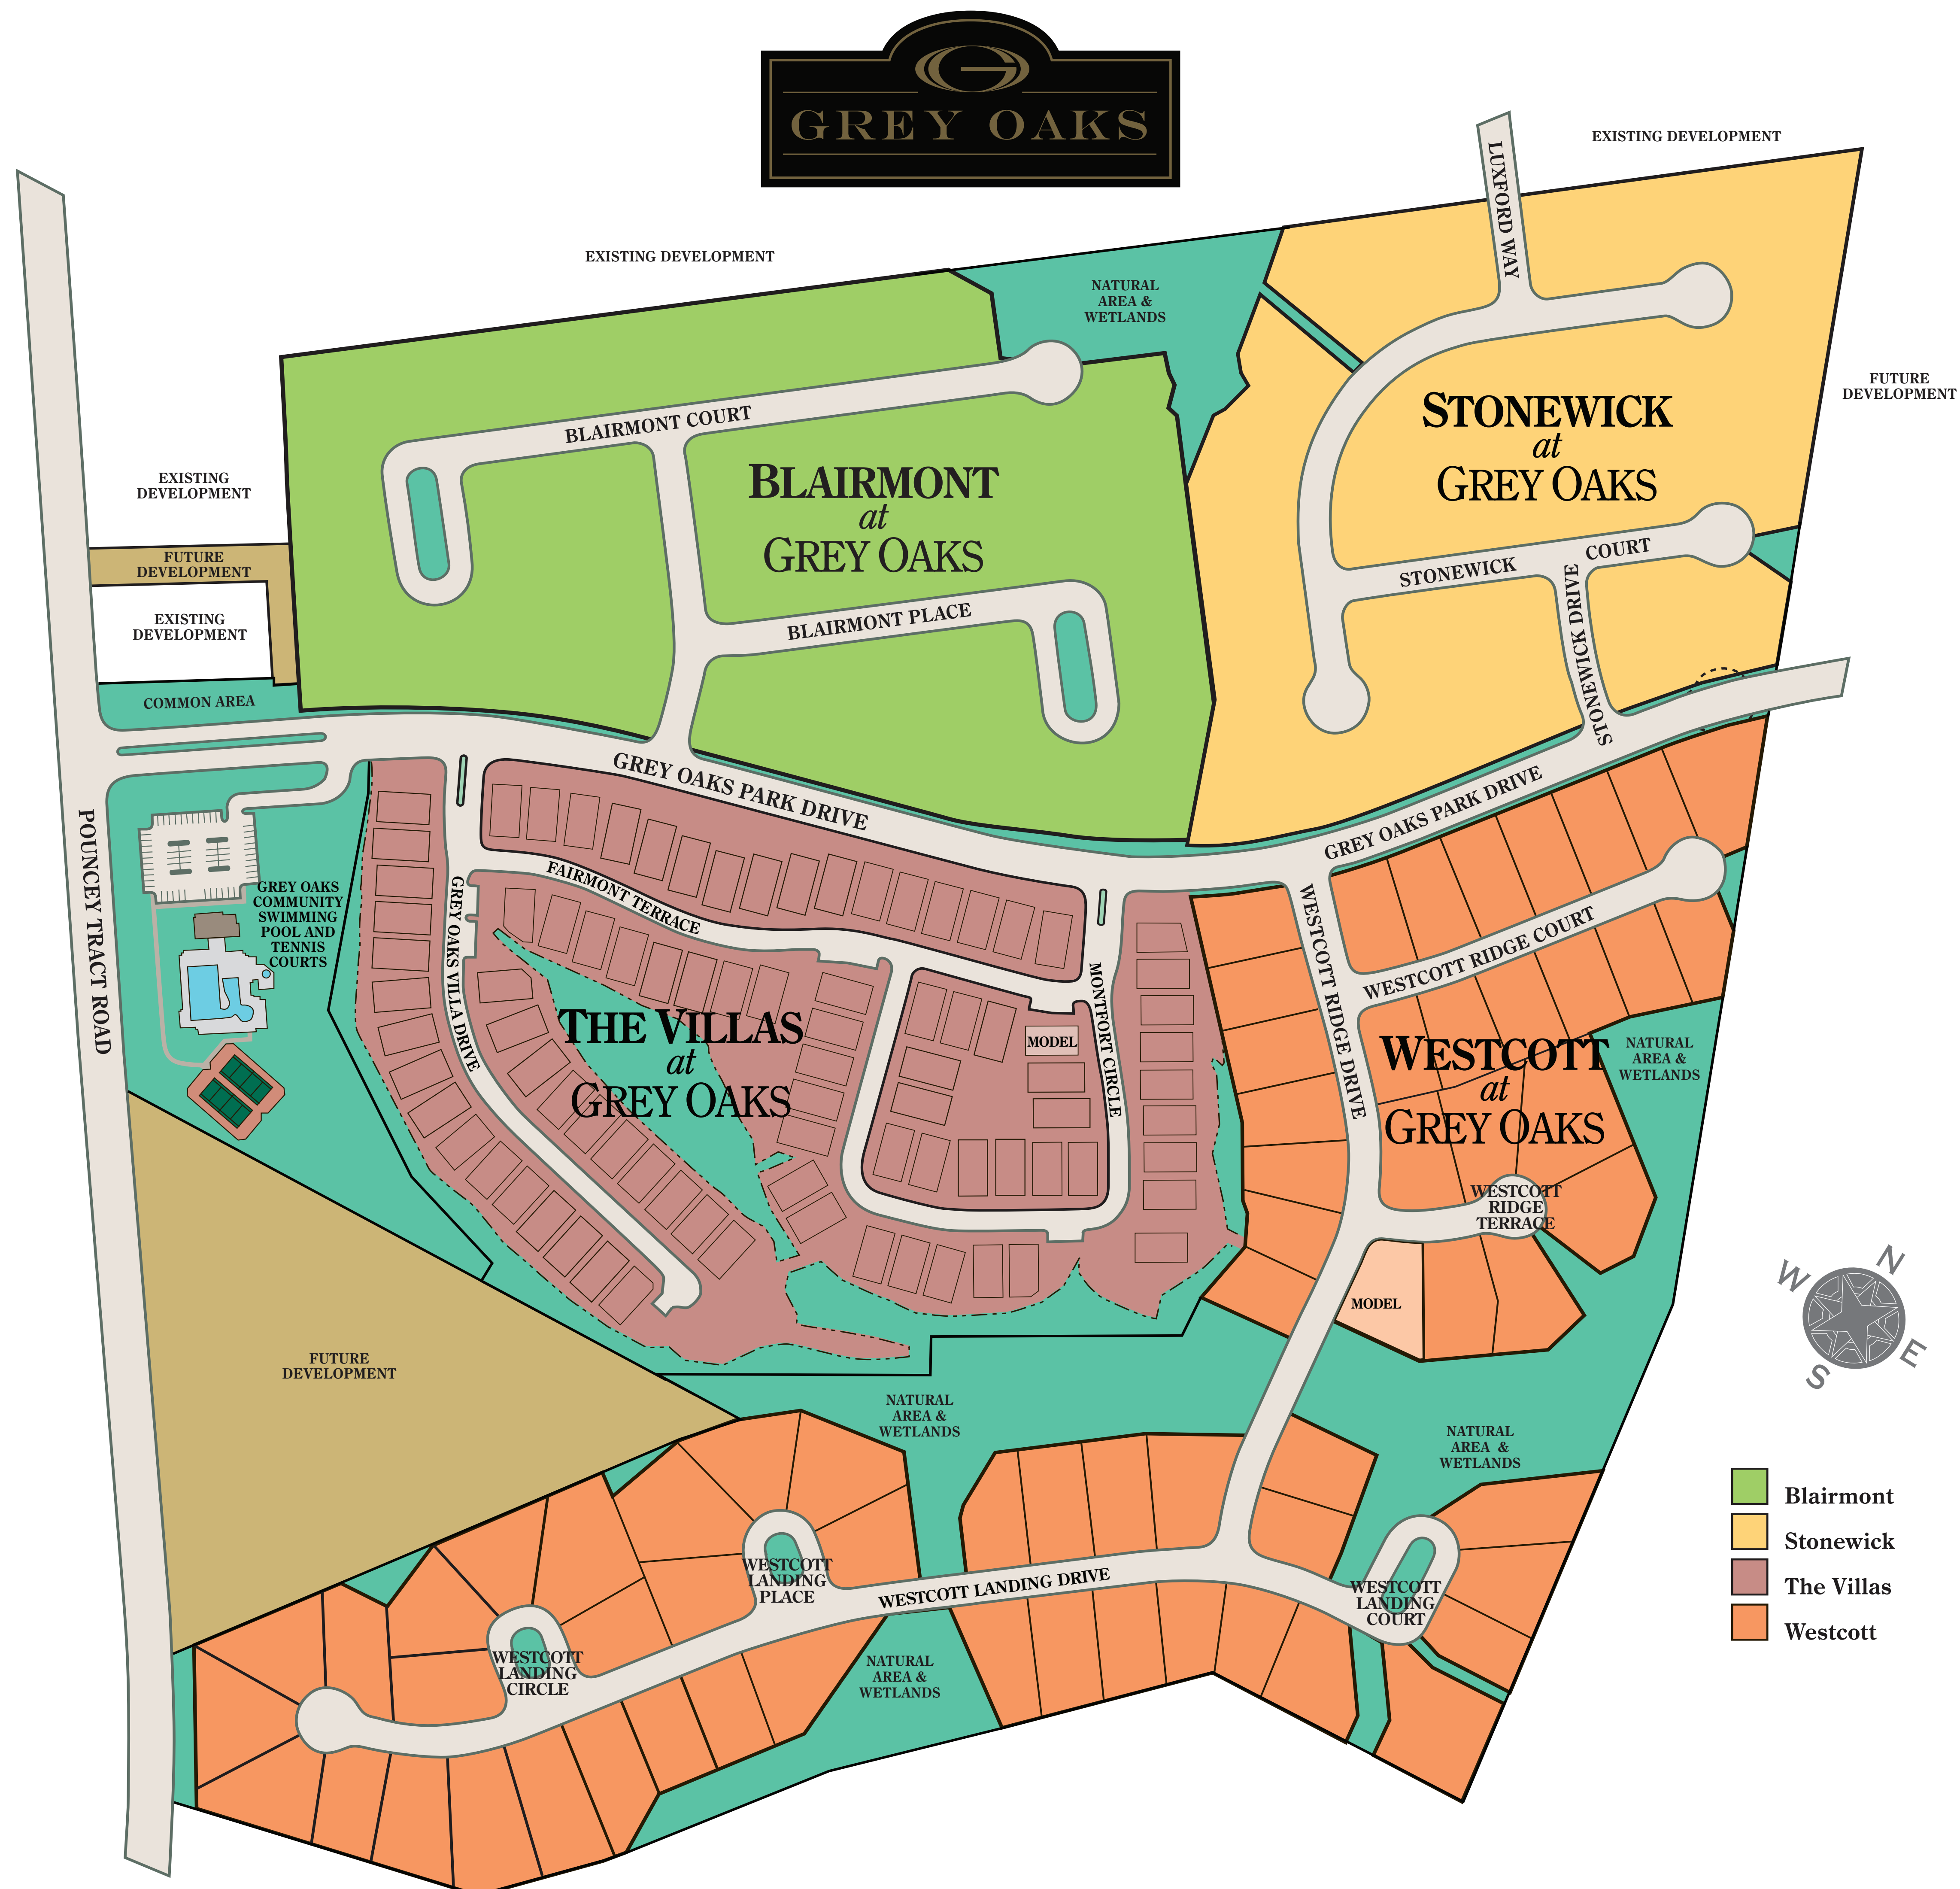 GREY OAKS
EXISTING DEVELOPMENT
LUXFORD WAY
EXISTING DEVELOPMENT
NATURAL
AREA &
WETLANDS
FUTURE
DEVELOPMENT
BLAIRMONT COURT
STONEWICK
at
GREY OAKS
BLAIRMONT
at
GREY OAKS
EXISTING
DEVELOPMENT
FUTURE
DEVELOPMENT
EXISTING
DEVELOPMENT
COMMON AREA
BLAIRMONT PLACE
STONEWICK COURT
STONEWICK DRIVE
GREY OAKS PARK DRIVE
GREY OAKS PARK DRIVE
POUNCEY TRACT ROAD
GREY OAKS
COMMUNITY
SWIMMING
POOL AND
TENNIS
COURTS
FAIRMONT TERRACE
GREY OAKS VILLA DRIVE
MONTFORT CIRCLE
WESTCOTT RIDGE DRIVE
WESTCOTT RIDGE COURT
THE VILLAS
at
GREY OAKS
MODEL
WESTCOTT
at
GREY OAKS
NATURAL
AREA &
WETLANDS
WESTCOTT
RIDGE
TERRACE
MODEL
N
W
E
S
FUTURE
DEVELOPMENT
NATURAL
AREA &
WETLANDS
NATURAL
AREA &
WETLANDS
WESTCOTT
LANDING
PLACE
WESTCOTT LANDING DRIVE
WESTCOTT
LANDING
COURT
WESTCOTT
LANDING
CIRCLE
NATURAL
AREA &
WETLANDS
Blairmont
Stonewick
The Villas
Westcott